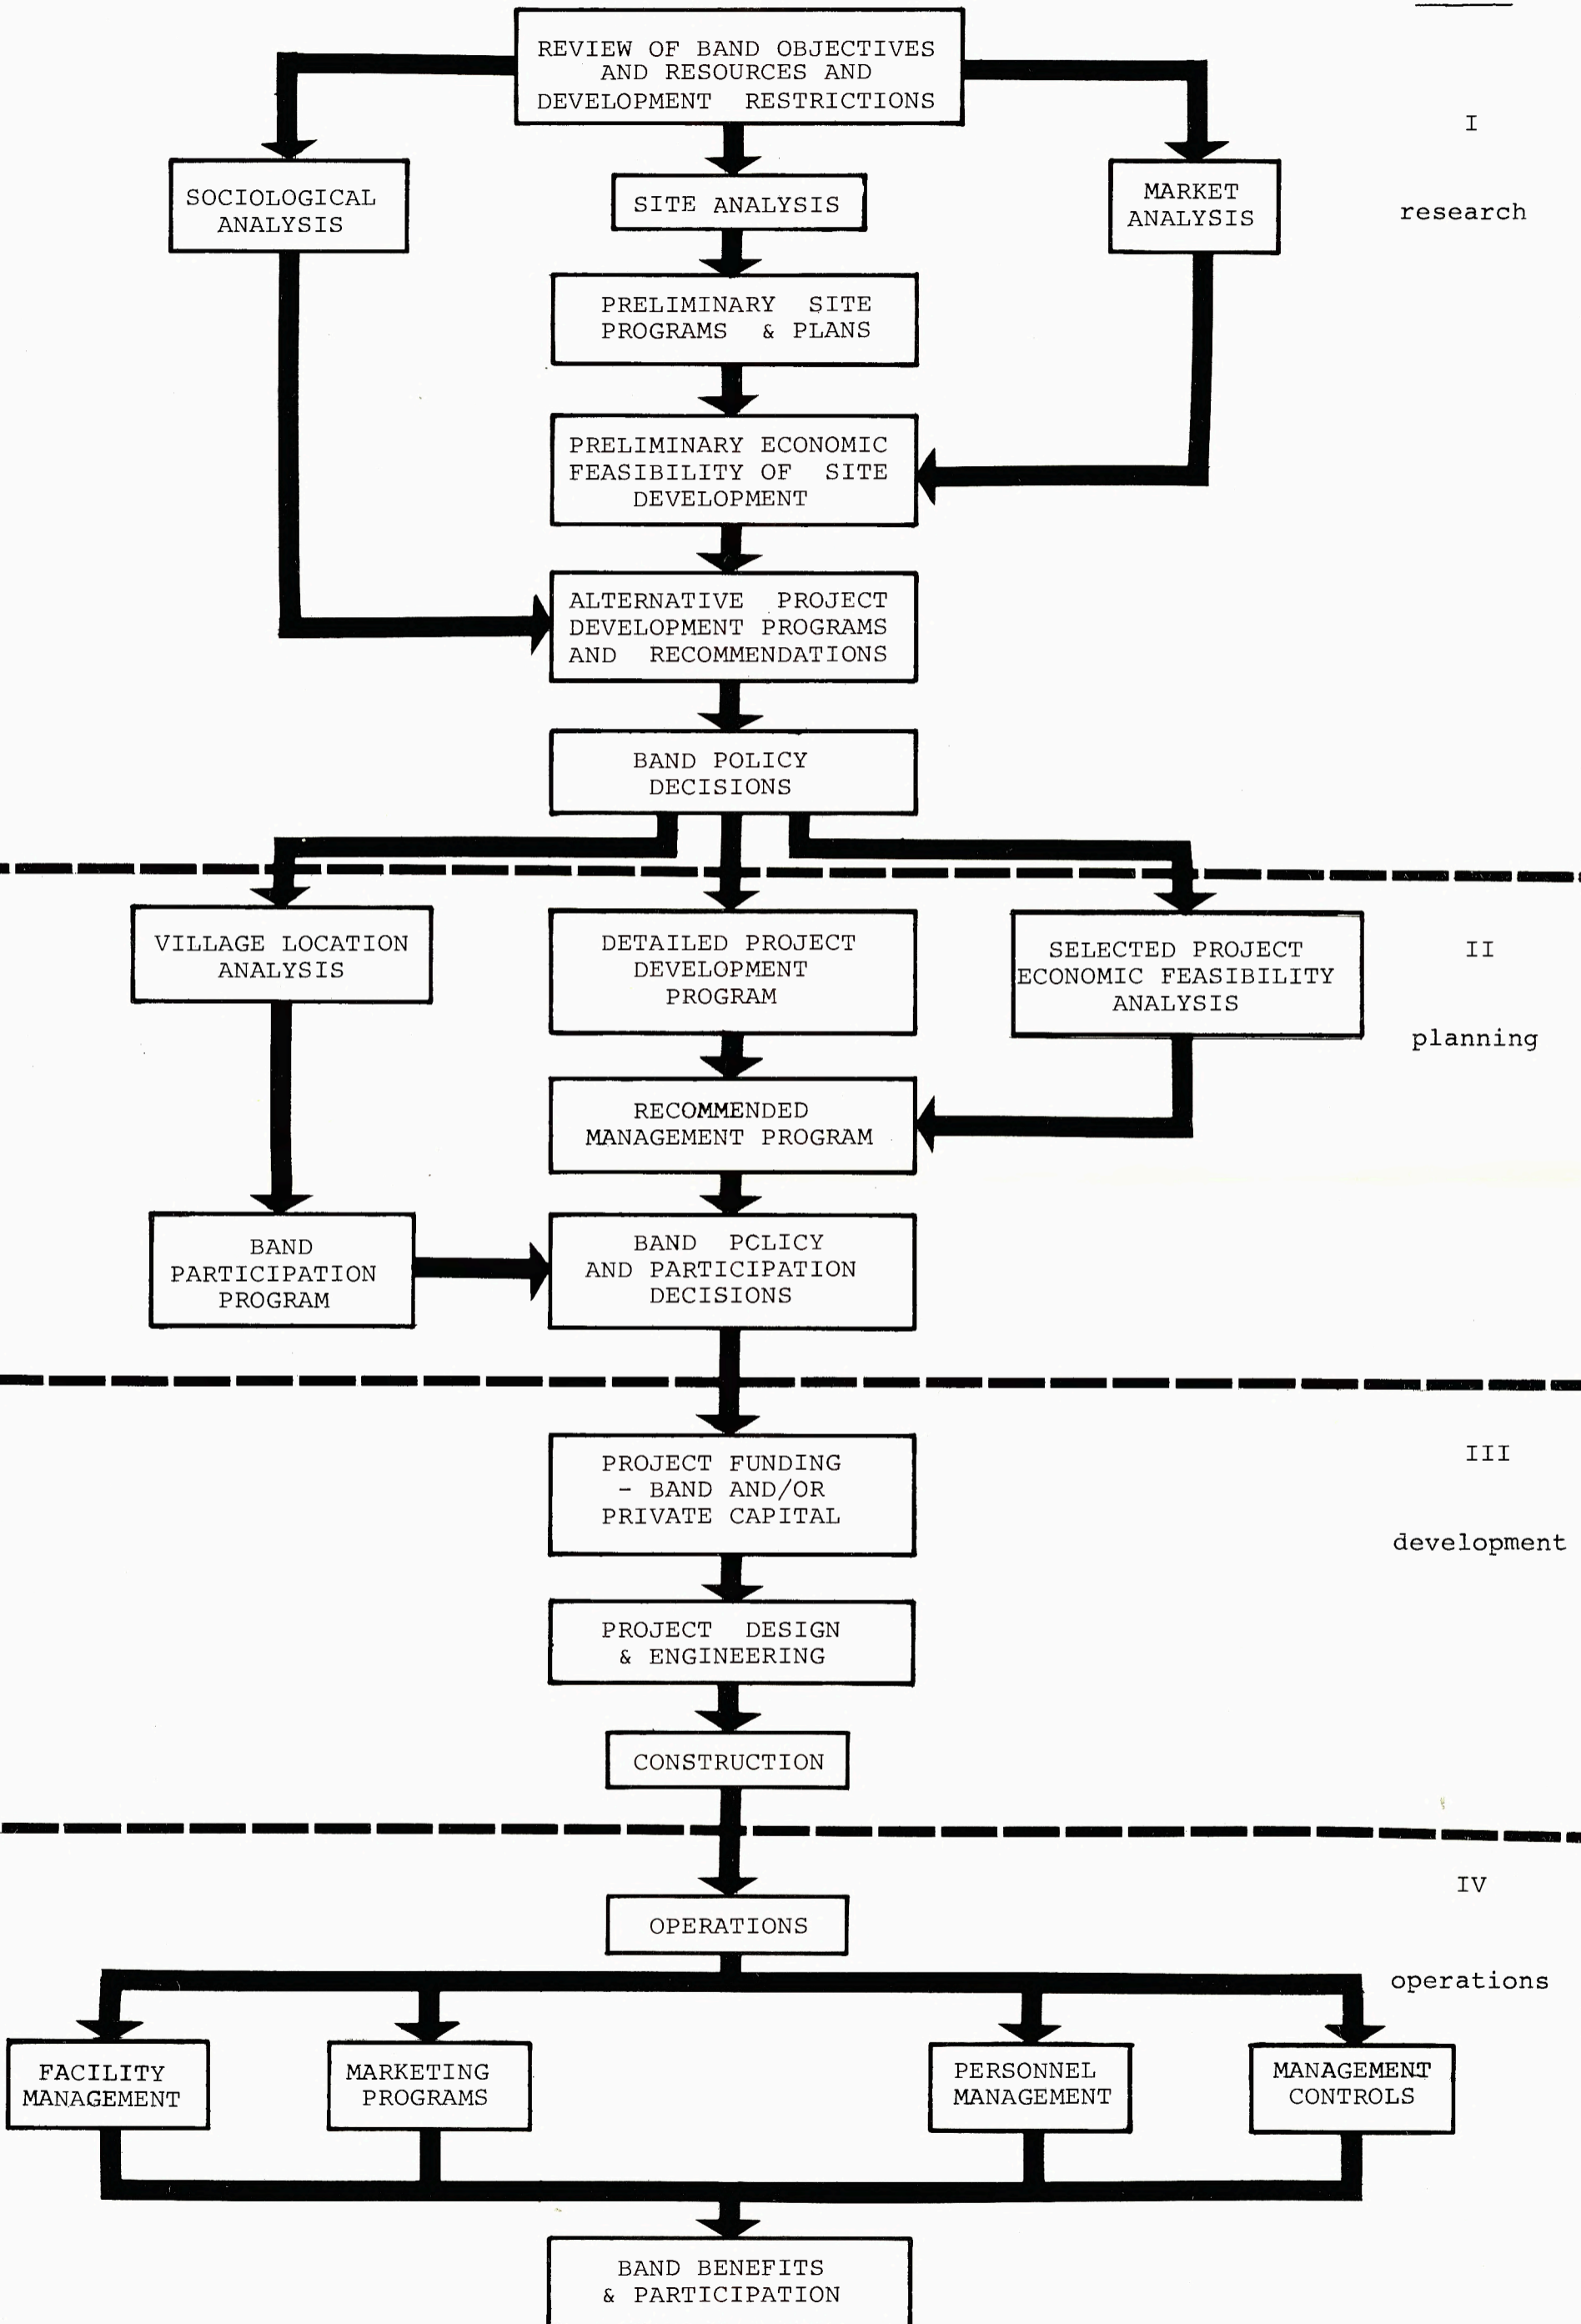 REVIEW OF BAND OBJECTIVES
AND RESOURCES AND
DEVELOPMENT RESTRICTIONS
I
research
SOCIOLOGICAL
ANALYSIS
SITE ANALYSIS
MARKET
ANALYSIS
PRELIMINARY SITE
PROGRAMS & PLANS
PRELIMINARY ECONOMIC
FEASIBILITY OF SITE
DEVELOPMENT
ALTERNATIVE PROJECT
DEVELOPMENT PROGRAMS
AND RECOMMENDATIONS
BAND POLICY
DECISIONS
VILLAGE LOCATION
ANALYSIS
DETAILED PROJECT
DEVELOPMENT
PROGRAM
SELECTED PROJECT
ECONOMIC FEASIBILITY
ANALYSIS
II
planning
RECOMMENDED
MANAGEMENT PROGRAM
BAND
PARTICIPATION
PROGRAM
BAND PCLICY
AND PARTICIPATION
DECISIONS
III
development
PROJECT FUNDING
- BAND AND/OR
PRIVATE CAPITAL
PROJECT DESIGN
& ENGINEERING
CONSTRUCTION
IV
operations
OPERATIONS
FACILITY
MANAGEMENT
MARKETING
PROGRAMS
PERSONNEL
MANAGEMENT
MANAGEMENT
CONTROLS
BAND BENEFITS
& PARTICIPATION